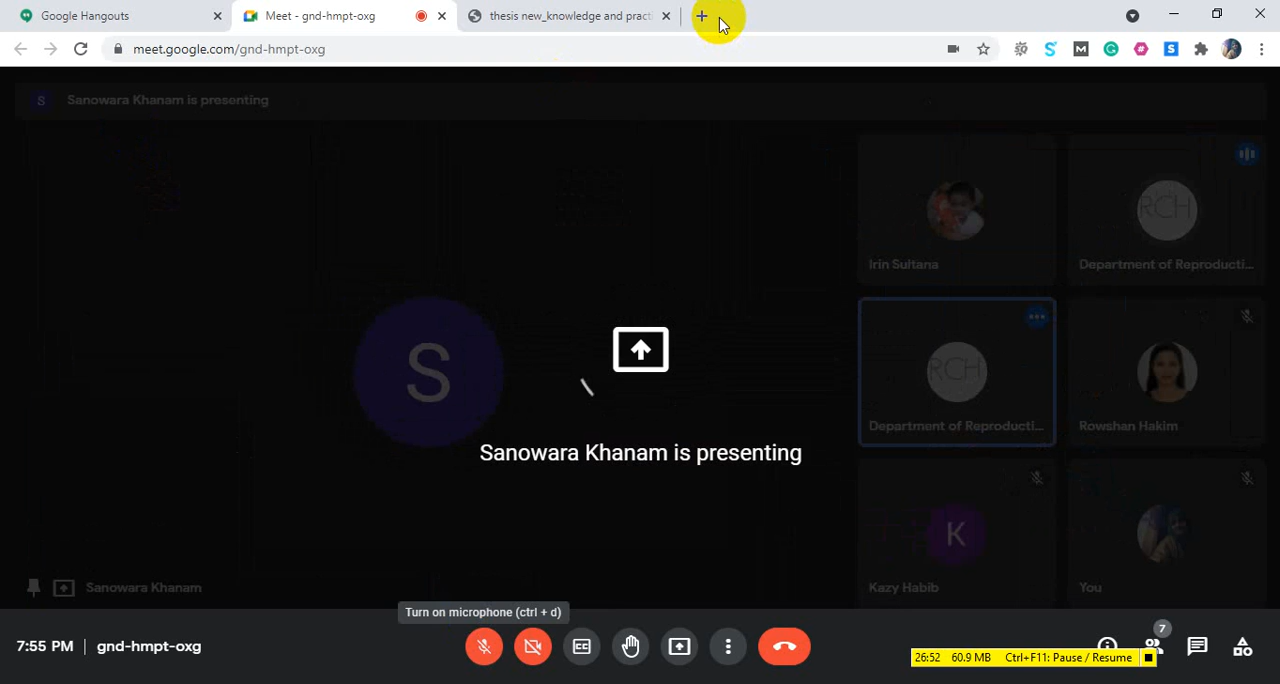 Google Hangouts
Meet - gnd-hmpt-oxg
thesis new_knowledge and pract
meet.google.com/gnd-hmpt-oxg
S
Sanowara Khanam is presenting
RCH
Irin Sultana
Department of Reproducti...
S
Sanowara Khanam is presenting
RCH
Department of Reproducti...
Rowshan Hakim
K
Sanowara Khanam
Kazy Habib
You
Turn on microphone (ctrl + d)
7:55 PM | gnd-hmpt-oxg
7
26:52 60.9 MB Ctrl+F11: Pause / Resume